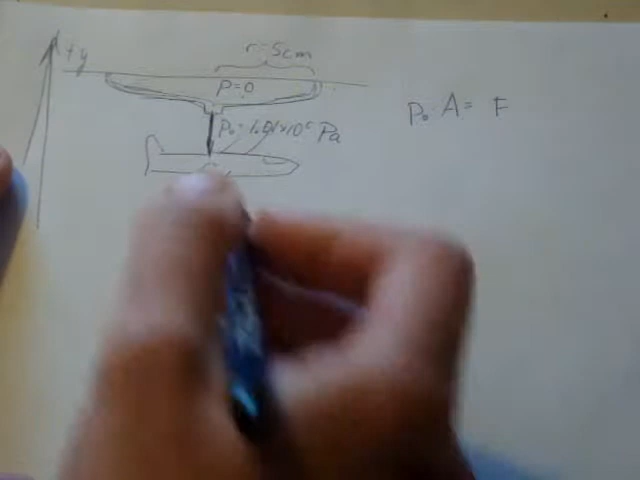 +y
r=5cm
P=0
P₀ · A = F
P₀=1.01×10⁵ Pa